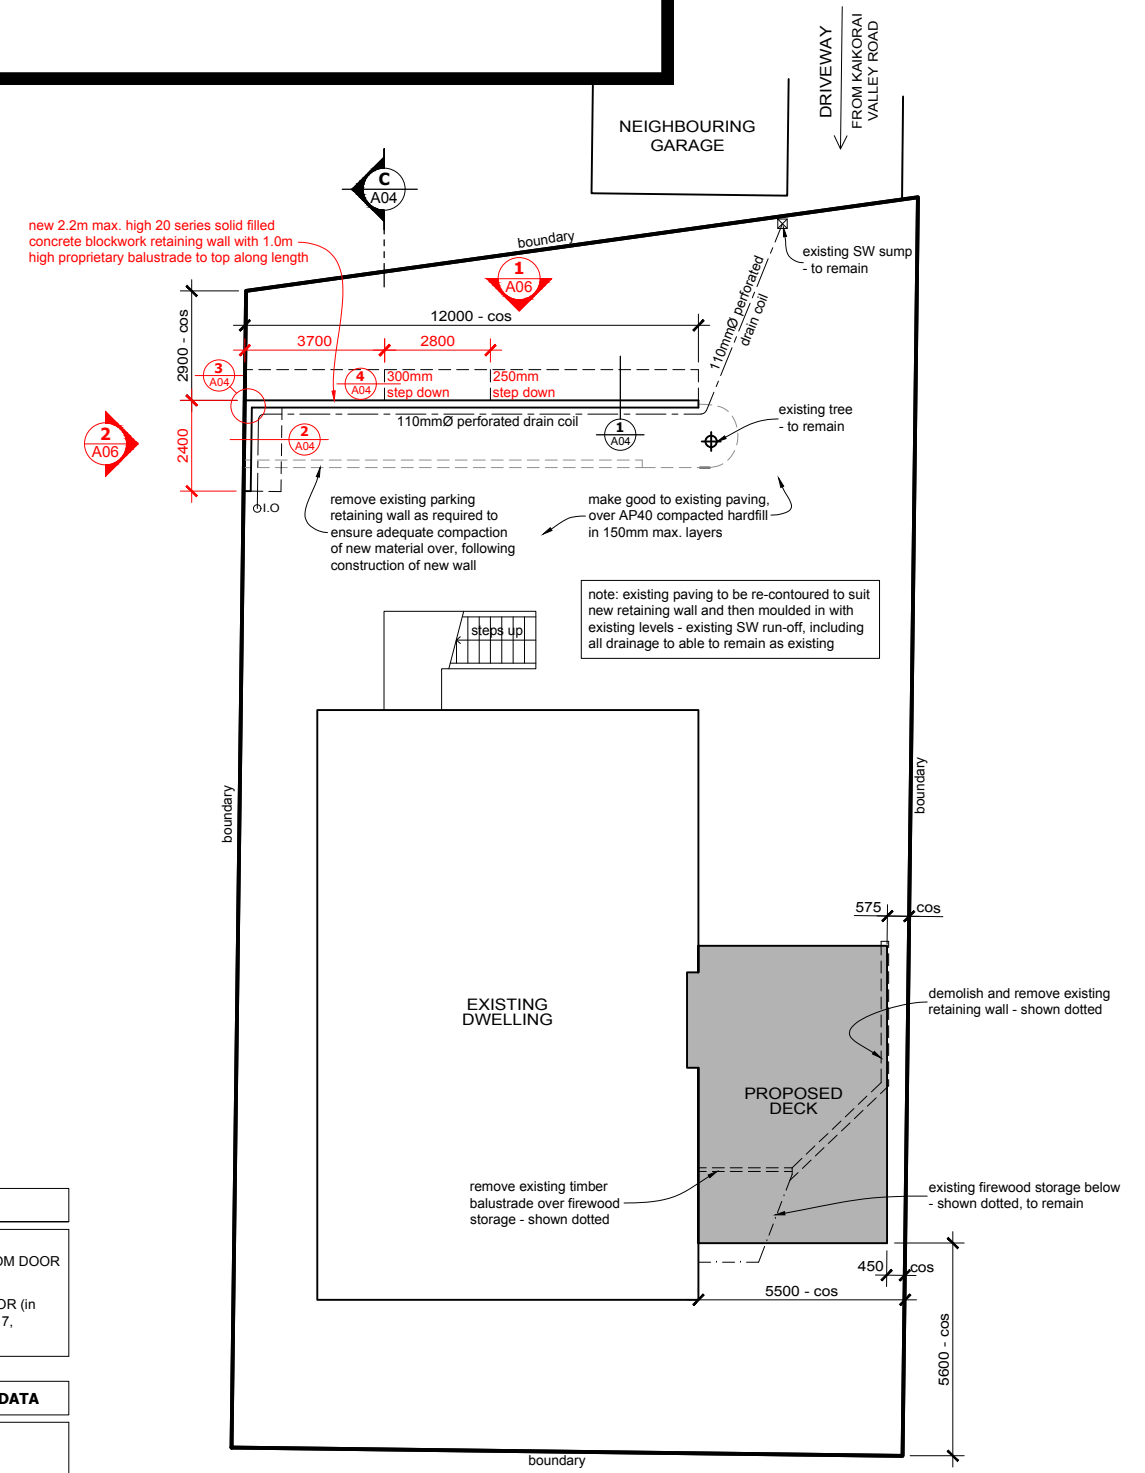 DRIVEWAY
FROM KAIKORAI
VALLEY ROAD
NEIGHBOURING
GARAGE
C
A04
new 2.2m max. high 20 series solid filled
concrete blockwork retaining wall with 1.0m
high proprietary balustrade to top along length
boundary
existing SW sump
- to remain
1
A06
110mmØ perforated
drain coil
12000 - cos
2900 - cos
3700
2800
3
A04
4
A04
300mm
step down
250mm
step down
110mmØ perforated drain coil
existing tree
- to remain
2
A06
2400
2
A04
1
A04
I.O
remove existing parking
retaining wall as required to
ensure adequate compaction
of new material over, following
construction of new wall
make good to existing paving,
over AP40 compacted hardfill
in 150mm max. layers
note: existing paving to be re-contoured to suit
new retaining wall and then moulded in with
existing levels - existing SW run-off, including
all drainage to able to remain as existing
steps up
boundary
boundary
575
cos
EXISTING
DWELLING
demolish and remove existing
retaining wall - shown dotted
PROPOSED
DECK
remove existing timber
balustrade over firewood
storage - shown dotted
existing firewood storage below
- shown dotted, to remain
450
cos
5500 - cos
5600 - cos
OM DOOR
OR (in
7,
DATA
boundary